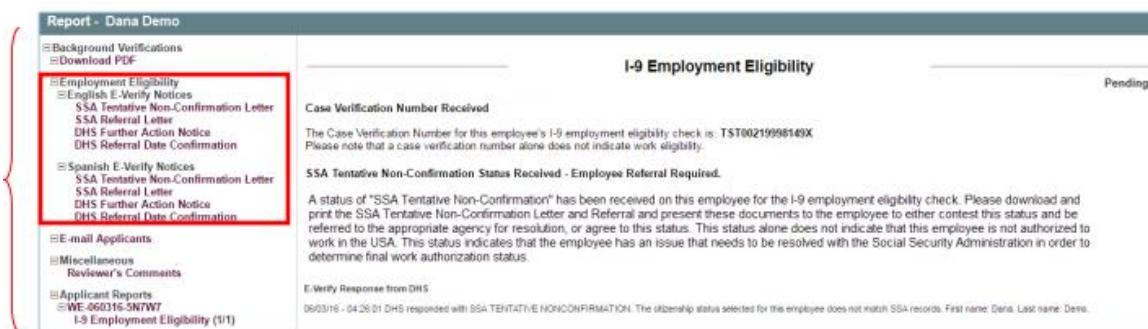 Report - Dana Demo
Background Verifications
Download PDF
Employment Eligibility
English E-Verify Notices
SSA Tentative Non-Confirmation Letter
SSA Referral Letter
DHS Further Action Notice
DHS Referral Date Confirmation
Spanish E-Verify Notices
SSA Tentative Non-Confirmation Letter
SSA Referral Letter
DHS Further Action Notice
DHS Referral Date Confirmation
E-mail Applicants
Miscellaneous
Reviewer's Comments
Applicant Reports
WE-060316-5N7W7
I-9 Employment Eligibility (1/1)
I-9 Employment Eligibility
Pending
Case Verification Number Received
The Case Verification Number for this employee's I-9 employment eligibility check is: TST00219998149X
Please note that a case verification number alone does not indicate work eligibility.
SSA Tentative Non-Confirmation Status Received - Employee Referral Required.
A status of "SSA Tentative Non-Confirmation" has been received on this employee for the I-9 employment eligibility check. Please download and
print the SSA Tentative Non-Confirmation Letter and Referral and present these documents to the employee to either contest this status and be
referred to the appropriate agency for resolution, or agree to this status. This status alone does not indicate that this employee is not authorized to
work in the USA. This status indicates that the employee has an issue that needs to be resolved with the Social Security Administration in order to
determine final work authorization status.
E-Verify Response from DHS
06/03/16 - 04:26:01 DHS responded with SSA TENTATIVE NONCONFIRMATION. The citizenship status selected for this employee does not match SSA records. First name: Dana. Last name: Demo.